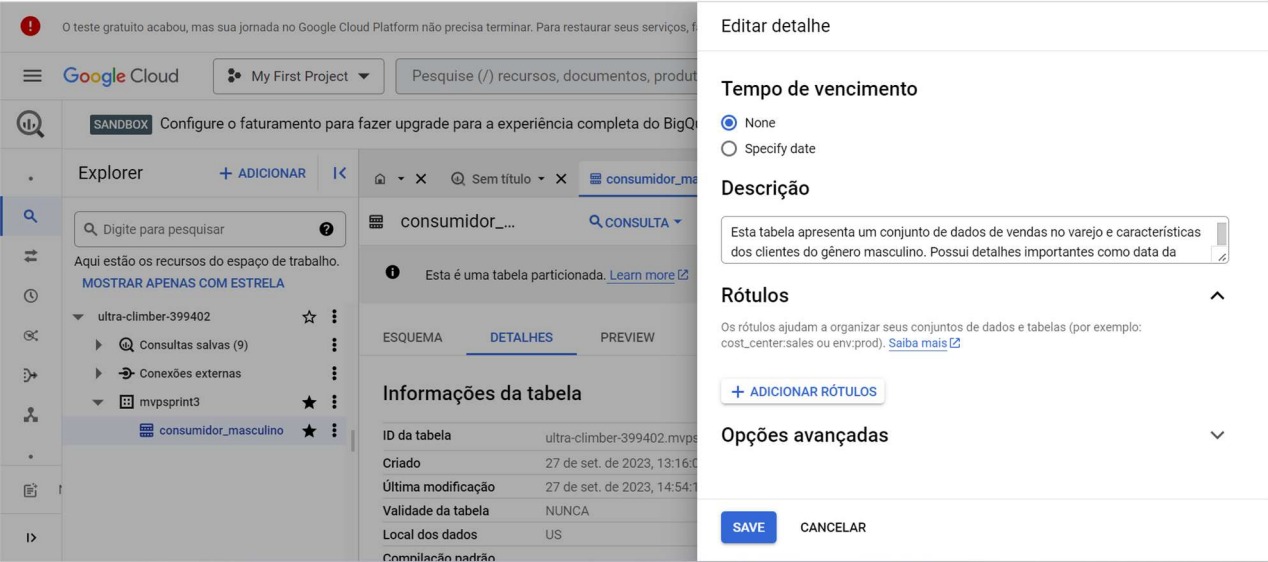 O teste gratuito acabou, mas sua jornada no Google Cloud Platform não precisa terminar. Para restaurar seus serviços, f
Google Cloud
My First Project
Pesquise (/) recursos, documentos, produt
SANDBOX Configure o faturamento para fazer upgrade para a experiência completa do BigQu
Explorer
+ ADICIONAR
Sem título
consumidor_ma
Digite para pesquisar
Aqui estão os recursos do espaço de trabalho.
MOSTRAR APENAS COM ESTRELA
ultra-climber-399402
Consultas salvas (9)
Conexões externas
mvpsprint3
consumidor_masculino
consumidor_...
CONSULTA
Esta é uma tabela particionada. Learn more
ESQUEMA DETALHES PREVIEW
Informações da tabela
ID da tabela ultra-climber-399402.mvps
Criado 27 de set. de 2023, 13:16:0
Última modificação 27 de set. de 2023, 14:54:1
Validade da tabela NUNCA
Local dos dados US
Compilação padrão
Editar detalhe
Tempo de vencimento
None
Specify date
Descrição
Esta tabela apresenta um conjunto de dados de vendas no varejo e características
dos clientes do gênero masculino. Possui detalhes importantes como data da
Rótulos
Os rótulos ajudam a organizar seus conjuntos de dados e tabelas (por exemplo:
cost_center:sales ou env:prod). Saiba mais
+ ADICIONAR RÓTULOS
Opções avançadas
SAVE CANCELAR